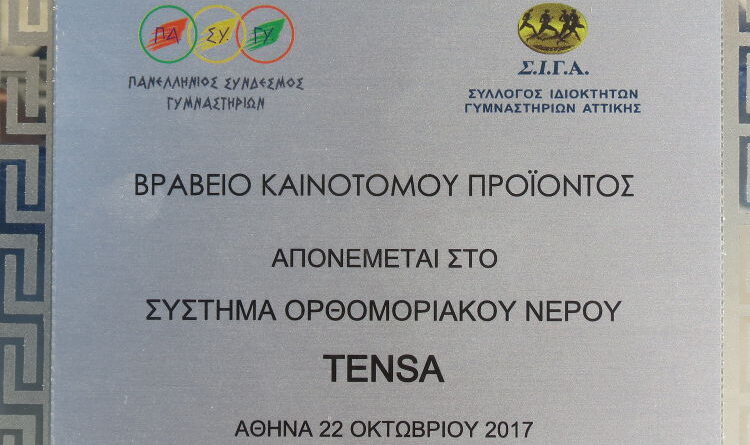 ΠΑ ΣΥ ΓΥ
ΠΑΝΕΛΛΗΝΙΟΣ ΣΥΝΔΕΣΜΟΣ
ΓΥΜΝΑΣΤΗΡΙΩΝ
Σ.Ι.Γ.Α.
ΣΥΛΛΟΓΟΣ ΙΔΙΟΚΤΗΤΩΝ
ΓΥΜΝΑΣΤΗΡΙΩΝ ΑΤΤΙΚΗΣ
ΒΡΑΒΕΙΟ ΚΑΙΝΟΤΟΜΟΥ ΠΡΟΪΟΝΤΟΣ
ΑΠΟΝΕΜΕΤΑΙ ΣΤΟ
ΣΥΣΤΗΜΑ ΟΡΘΟΜΟΡΙΑΚΟΥ ΝΕΡΟΥ
TENSA
ΑΘΗΝΑ 22 ΟΚΤΩΒΡΙΟΥ 2017